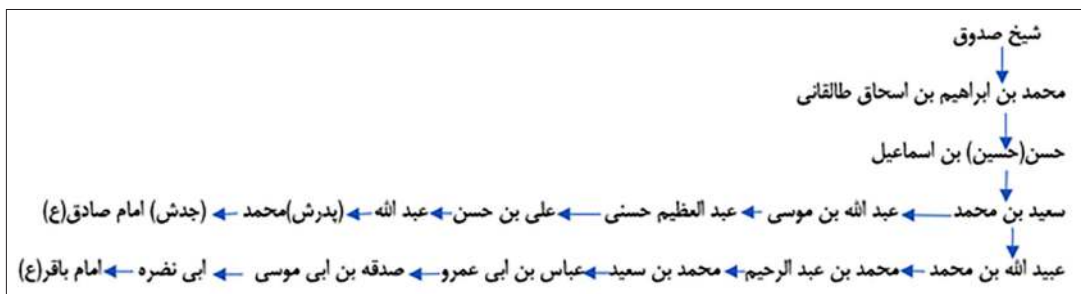 شیخ صدوق
محمد بن ابراهیم بن اسحاق طالقانی
حسن(حسین) بن اسماعیل
سعید بن محمد عبد الله بن موسی عبد العظیم حسنی علی بن حسن عبد الله (پدرش)محمد (جدش) امام صادق(ع)
عبید الله بن محمد محمد بن عبد الرحیم محمد بن سعید عباس بن ابی عمرو صدقه بن ابی موسی ابی نضره امام باقر(ع)